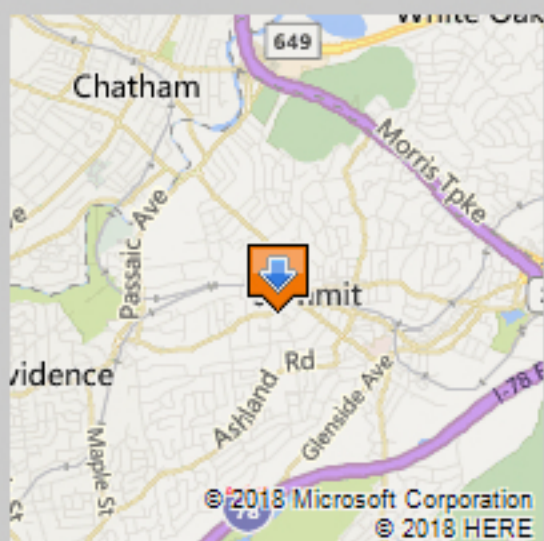 White Oak
649
Chatham
Morris Tpke
Passaic Ave
mmit
vidence
Ashland Rd
Glenside Ave
I-78
Maple St
78
© 2018 Microsoft Corporation
© 2018 HERE